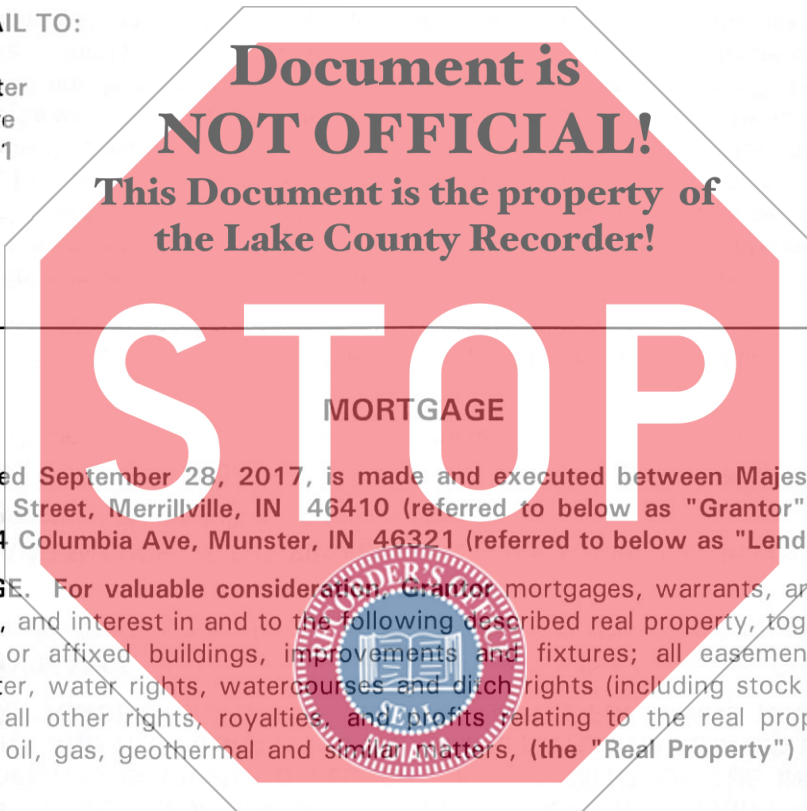 AIL TO:
ter
e
1
Document is
NOT OFFICIAL!
This Document is the property of
the Lake County Recorder!
STOP
MORTGAGE
ed September 28, 2017, is made and executed between Majes
Street, Merrillville, IN 46410 (referred to below as "Grantor"
4 Columbia Ave, Munster, IN 46321 (referred to below as "Lend
GE. For valuable consideration, Grantor mortgages, warrants, an
, and interest in and to the following described real property, tog
or affixed buildings, improvements and fixtures; all easemen
ter, water rights, watercourses and ditch rights (including stock
all other rights, royalties, and profits relating to the real prop
oil, gas, geothermal and similar matters, (the "Real Property")
RECORDER'S OFFICE
SEAL
INDIANA